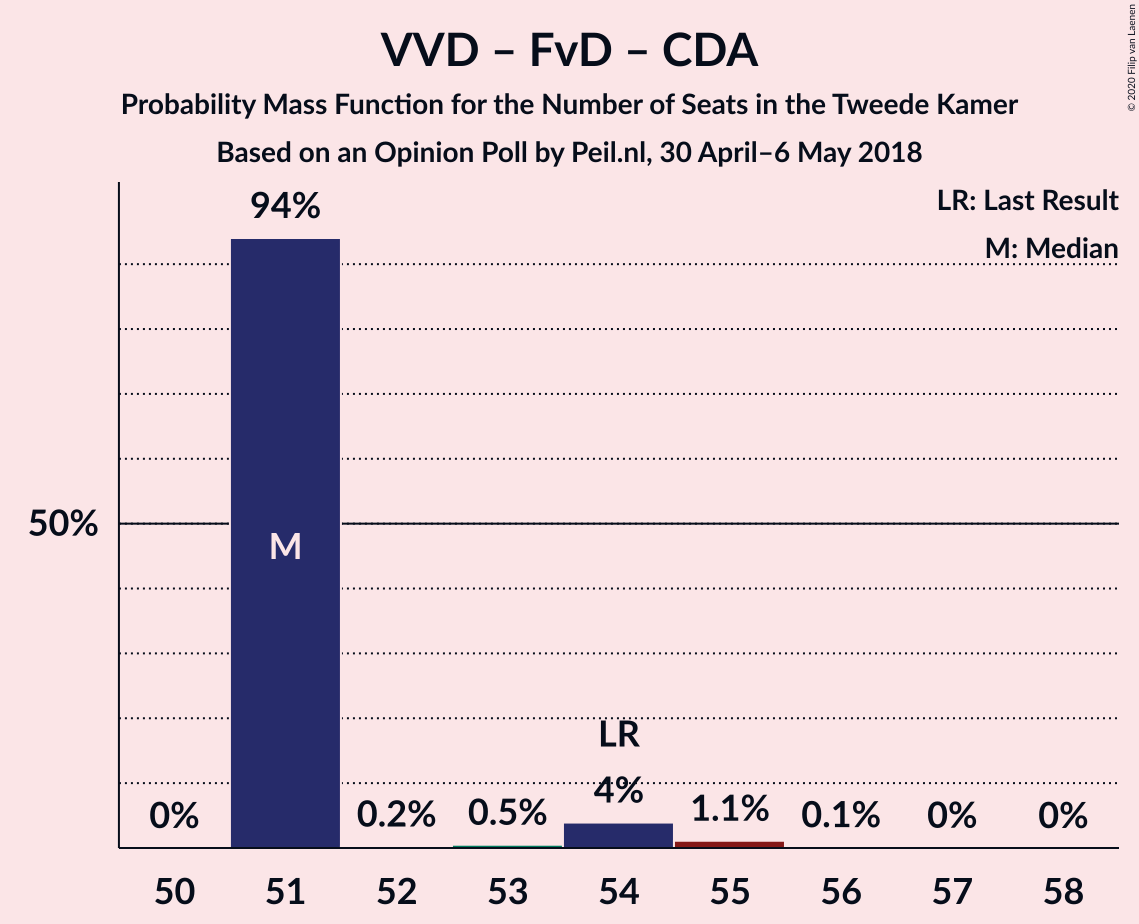 VVD – FvD – CDA
Probability Mass Function for the Number of Seats in the Tweede Kamer
Based on an Opinion Poll by Peil.nl, 30 April–6 May 2018
© 2020 Filip van Laenen
LR: Last Result
M: Median
94%
50%
M
LR
0%
0.2%
0.5%
4%
1.1%
0.1%
0%
0%
50
51
52
53
54
55
56
57
58